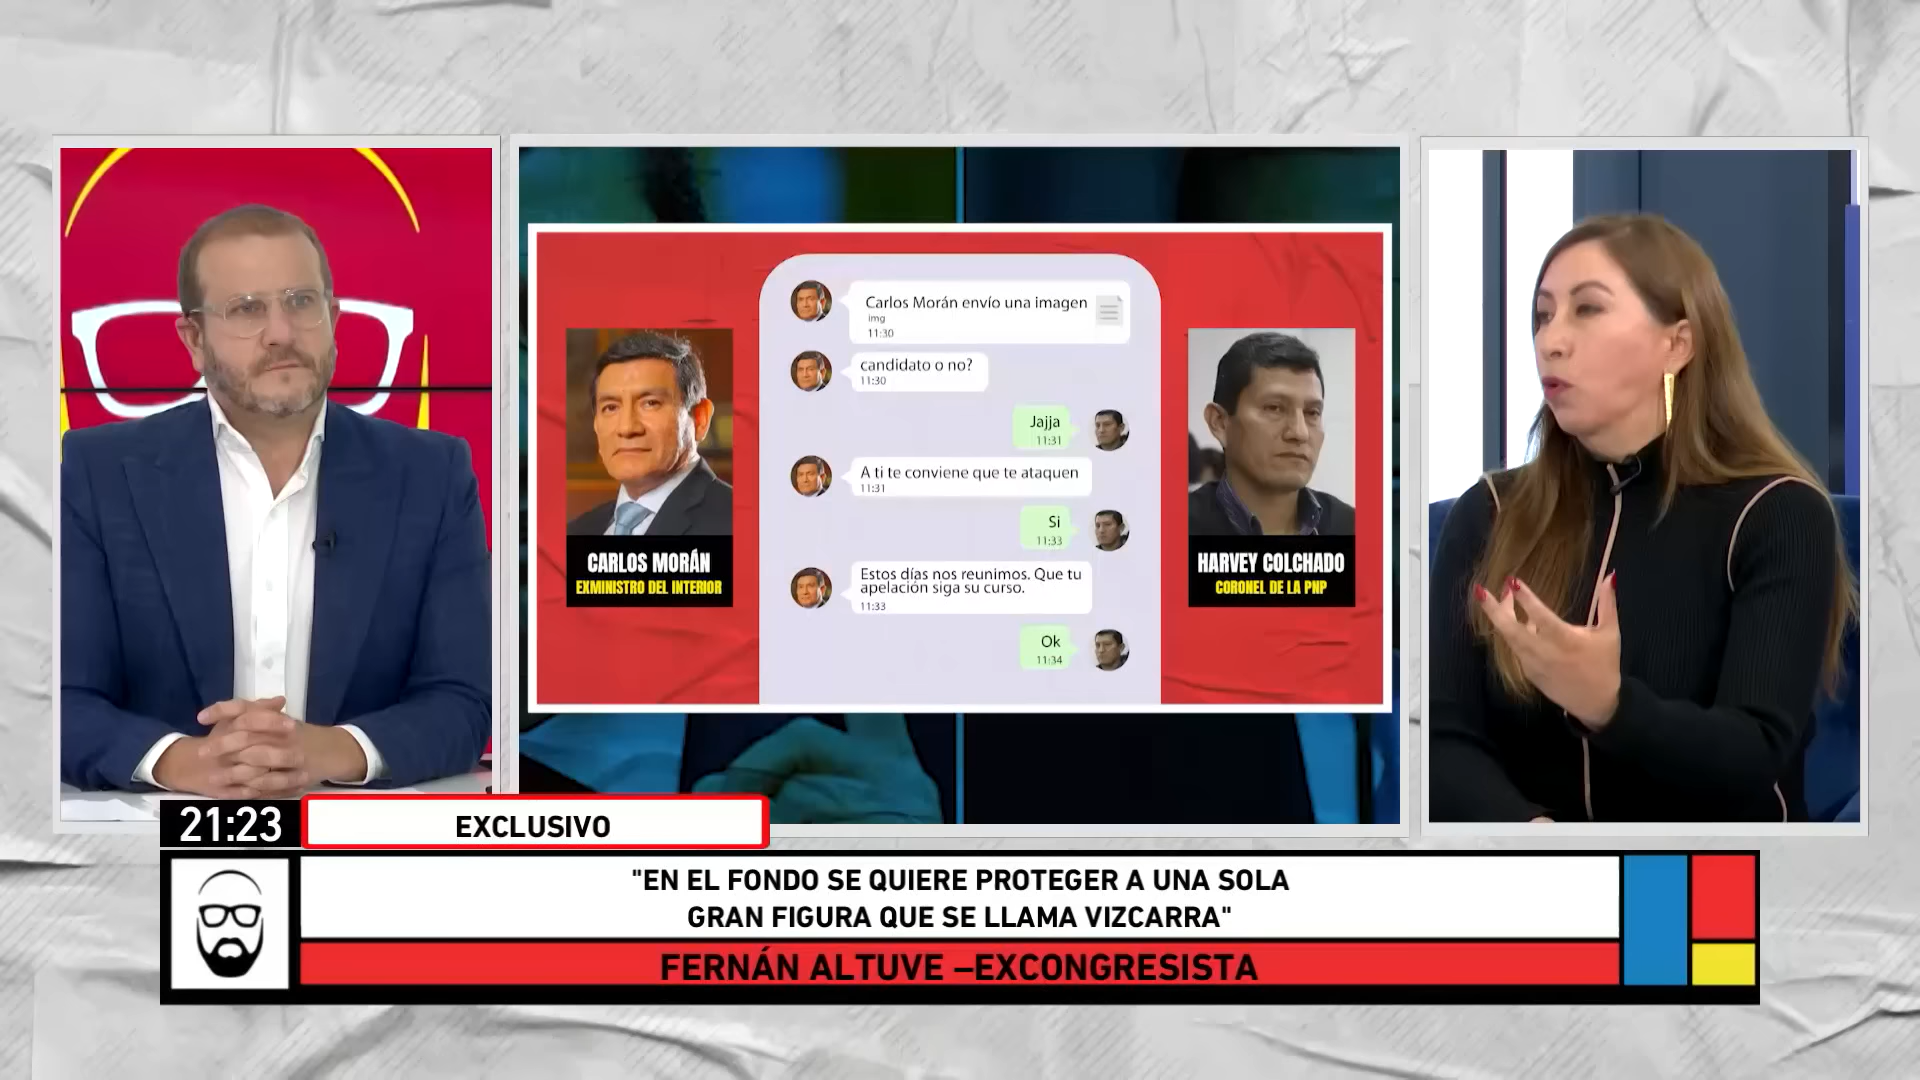 Carlos Morán envío una imagen
img
11:30
candidato o no?
11:30
Jajja
11:31
A ti te conviene que te ataquen
11:31
Si
11:33
Estos días nos reunimos. Que tu
apelación siga su curso.
11:33
Ok
11:34
CARLOS MORÁN
EXMINISTRO DEL INTERIOR
HARVEY COLCHADO
CORONEL DE LA PNP
21:23
EXCLUSIVO
"EN EL FONDO SE QUIERE PROTEGER A UNA SOLA
GRAN FIGURA QUE SE LLAMA VIZCARRA"
FERNÁN ALTUVE –EXCONGRESISTA